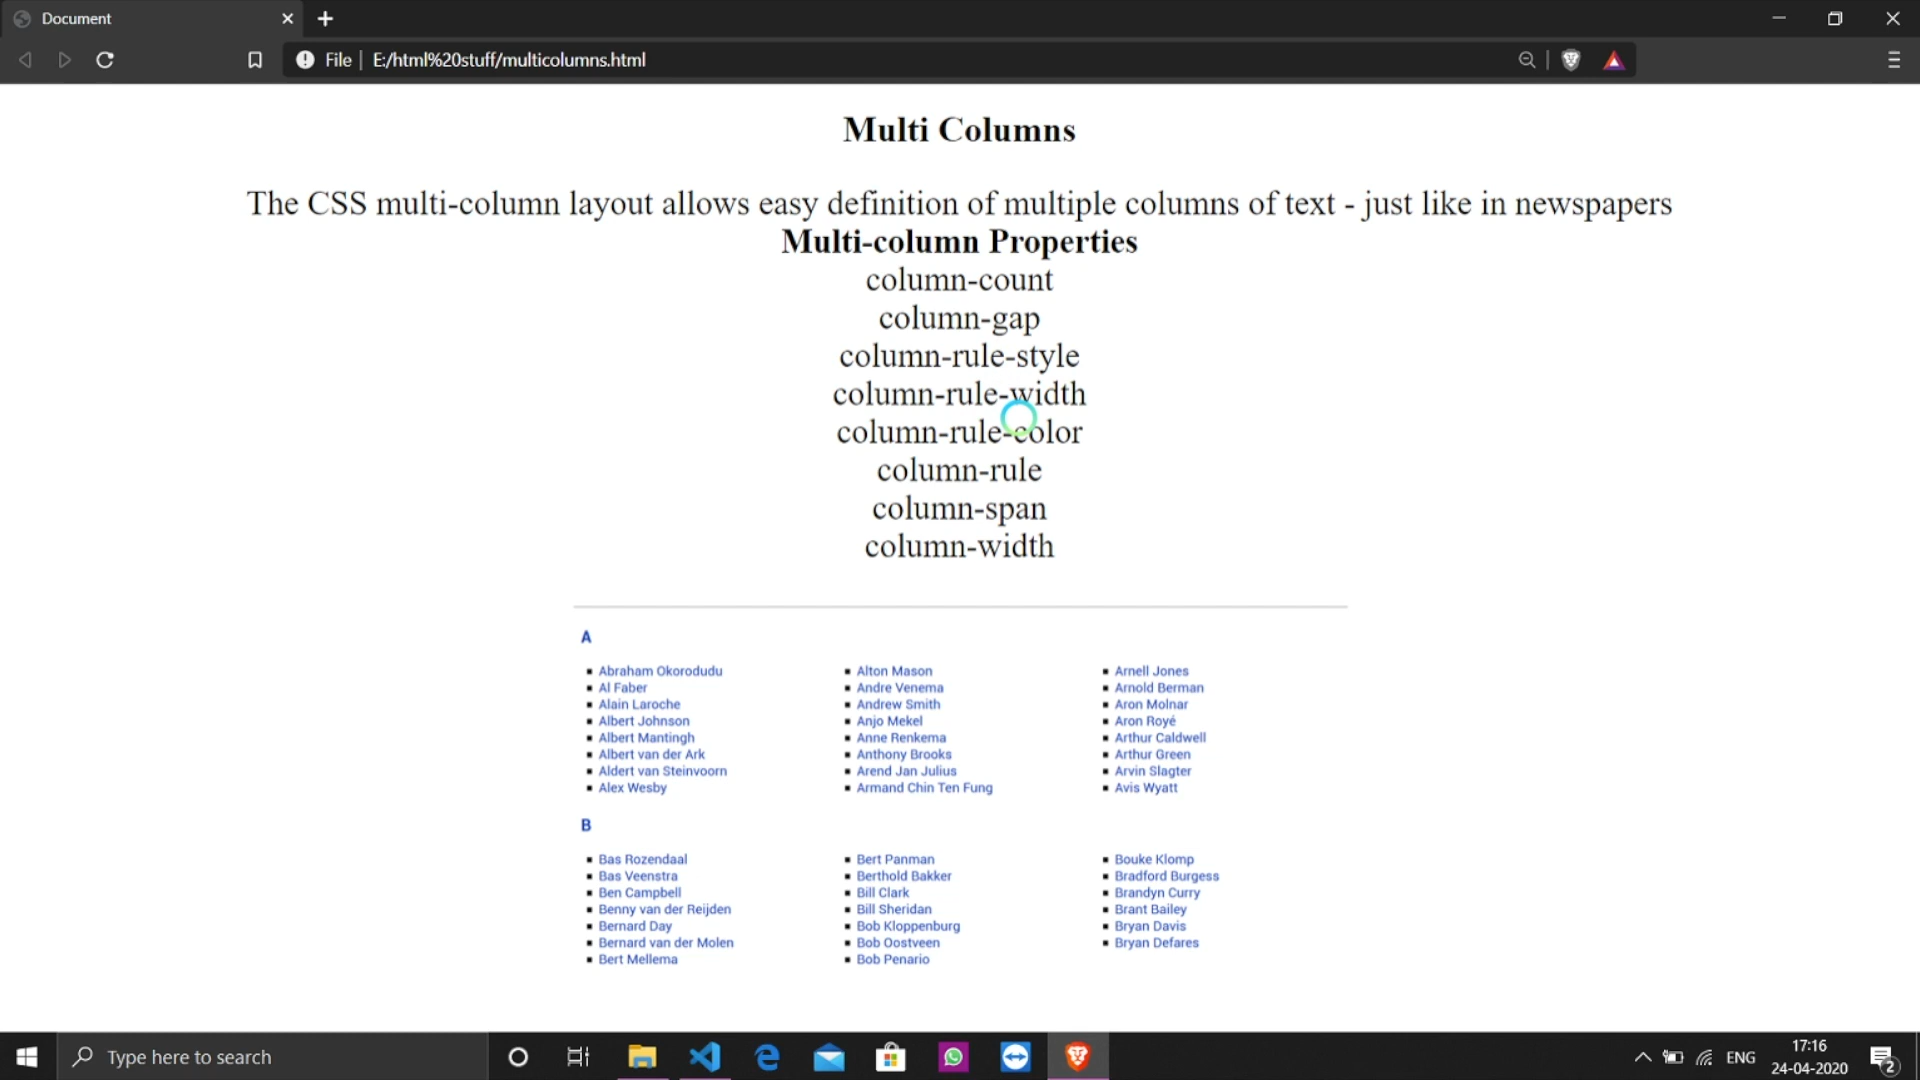 Document
File | E:/html%20stuff/multicolumns.html
Multi Columns
The CSS multi-column layout allows easy definition of multiple columns of text - just like in newspapers
Multi-column Properties
column-count
column-gap
column-rule-style
column-rule-width
column-rule-color
column-rule
column-span
column-width
A
Abraham Okorodudu
Al Faber
Alain Laroche
Albert Johnson
Albert Mantingh
Albert van der Ark
Aldert van Steinvoorn
Alex Wesby
Alton Mason
Andre Venema
Andrew Smith
Anjo Mekel
Anne Renkema
Anthony Brooks
Arend Jan Julius
Armand Chin Ten Fung
Arnell Jones
Arnold Berman
Aron Molnar
Aron Royé
Arthur Caldwell
Arthur Green
Arvin Slagter
Avis Wyatt
B
Bas Rozendaal
Bas Veenstra
Ben Campbell
Benny van der Reijden
Bernard Day
Bernard van der Molen
Bert Mellema
Bert Panman
Berthold Bakker
Bill Clark
Bill Sheridan
Bob Kloppenburg
Bob Oostveen
Bob Penario
Bouke Klomp
Bradford Burgess
Brandyn Curry
Brant Bailey
Bryan Davis
Bryan Defares
Type here to search
ENG
17:16
24-04-2020
2